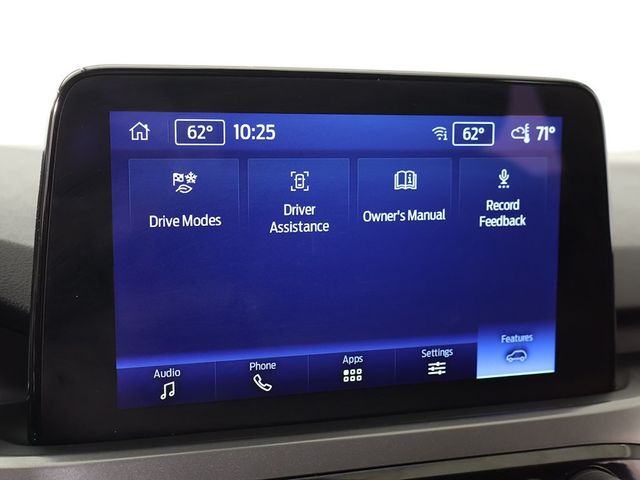 62° 10:25 62° 71°
Drive Modes
Driver
Assistance
Owner's Manual
Record
Feedback
Audio
Phone
Apps
Settings
Features